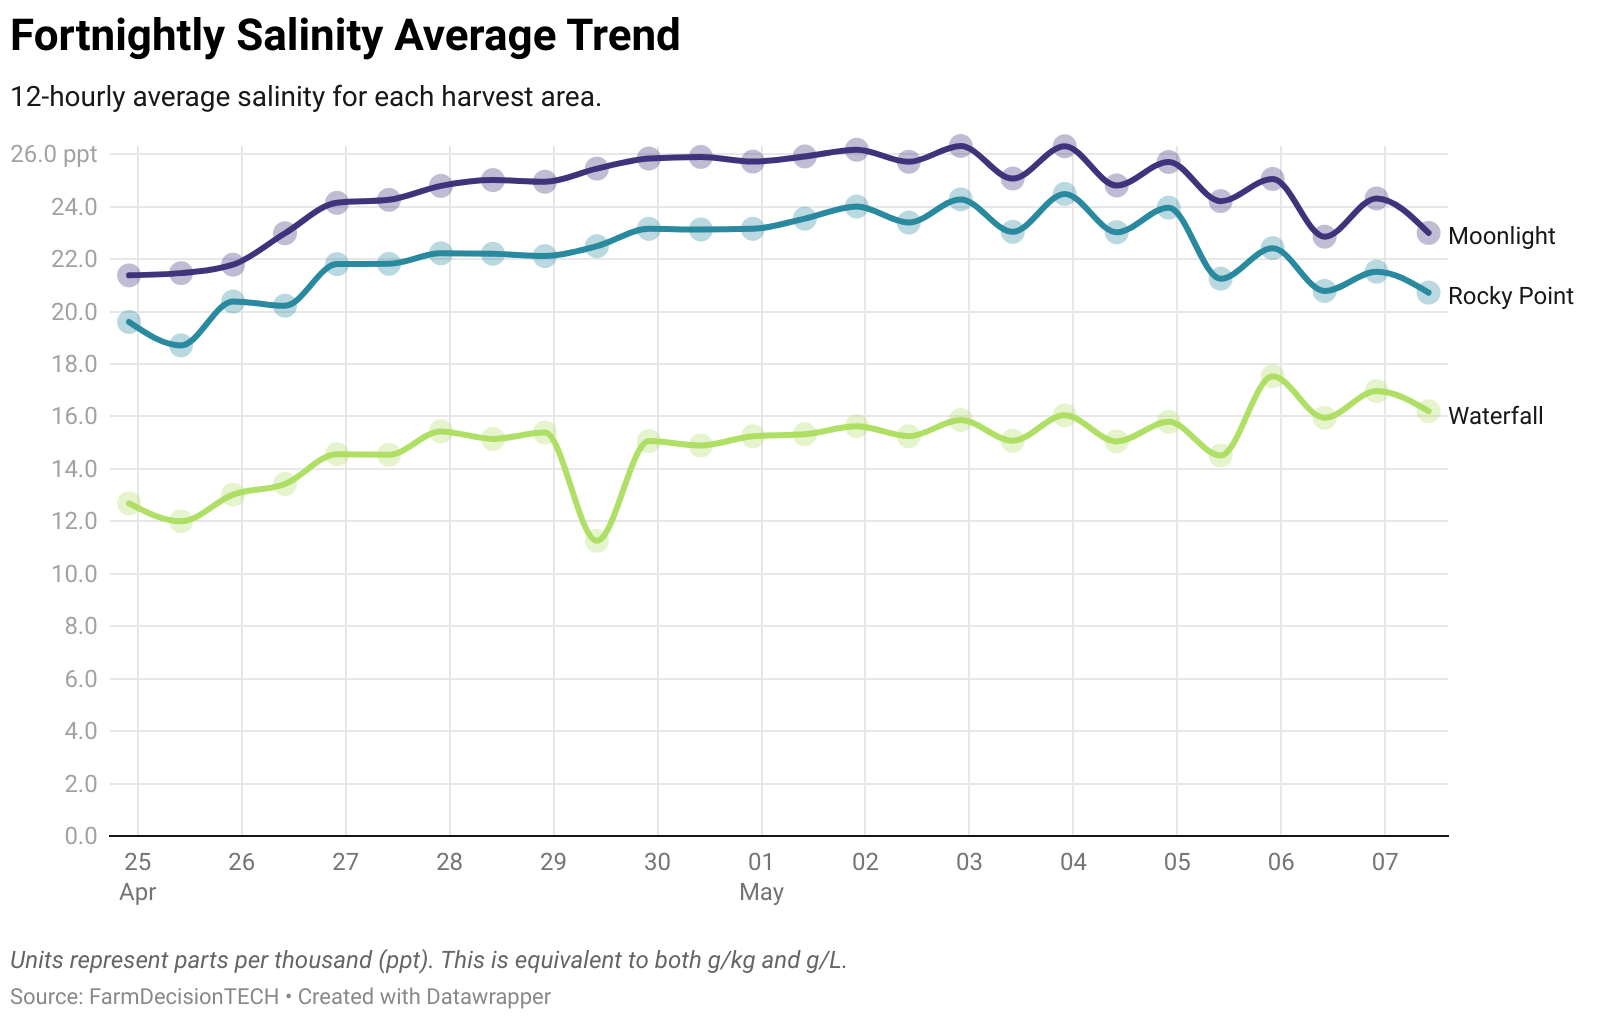 Fortnightly Salinity Average Trend
12-hourly average salinity for each harvest area.
26.0 ppt
24.0
22.0
20.0
18.0
16.0
14.0
12.0
10.0
8.0
6.0
4.0
2.0
0.0
Moonlight
Rocky Point
Waterfall
25 26 27 28 29 30 01 02 03 04 05 06 07
Apr May
Units represent parts per thousand (ppt). This is equivalent to both g/kg and g/L.
Source: FarmDecisionTECH • Created with Datawrapper